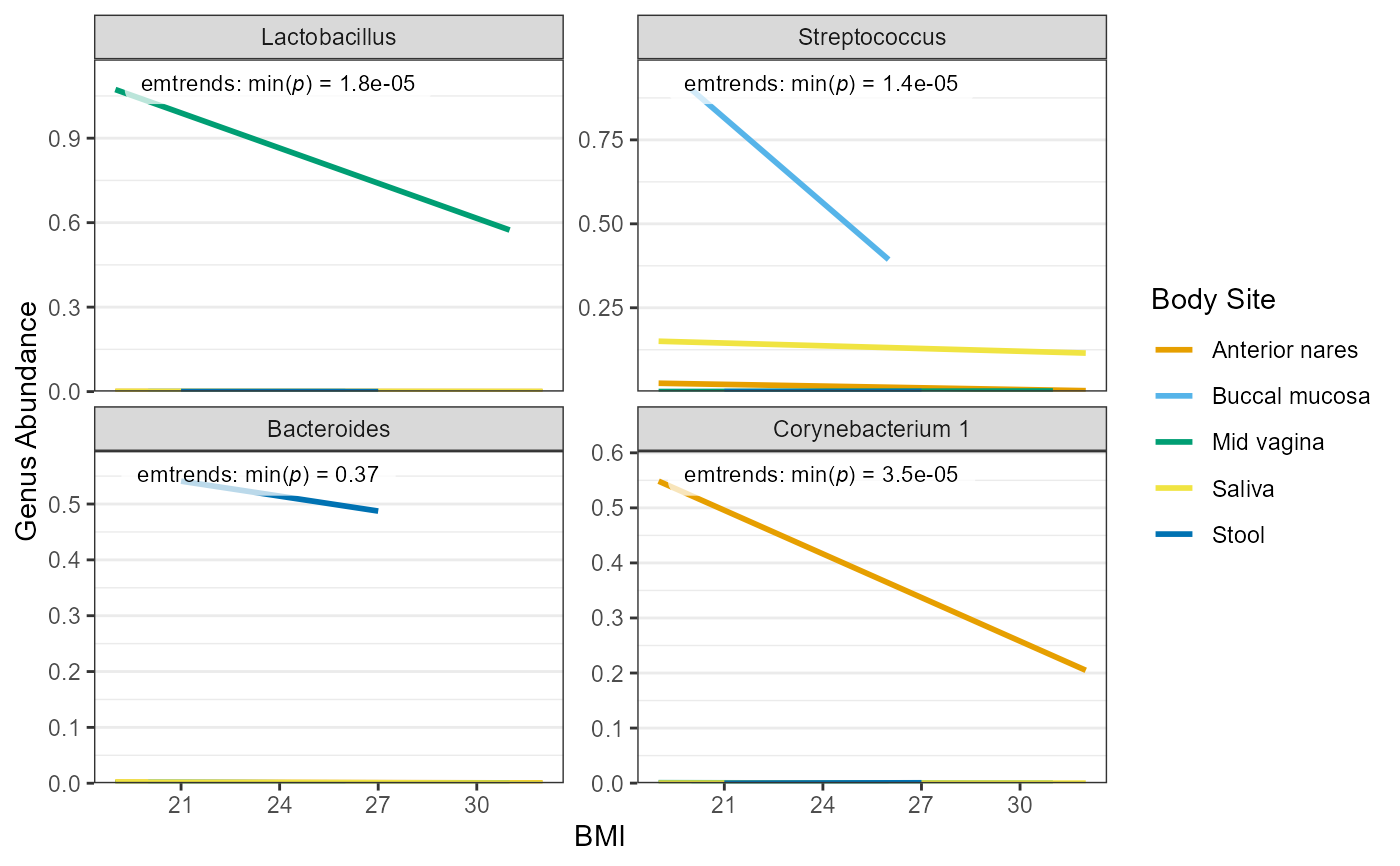 Lactobacillus
Streptococcus
emtrends: min(p) = 1.8e-05
emtrends: min(p) = 1.4e-05
0.9
0.6
0.3
0.0
0.75
0.50
0.25
Bacteroides
Corynebacterium 1
emtrends: min(p) = 0.37
emtrends: min(p) = 3.5e-05
0.5
0.4
0.3
0.2
0.1
0.0
0.6
0.5
0.4
0.3
0.2
0.1
0.0
21 24 27 30
21 24 27 30
BMI
Genus Abundance
Body Site
Anterior nares
Buccal mucosa
Mid vagina
Saliva
Stool